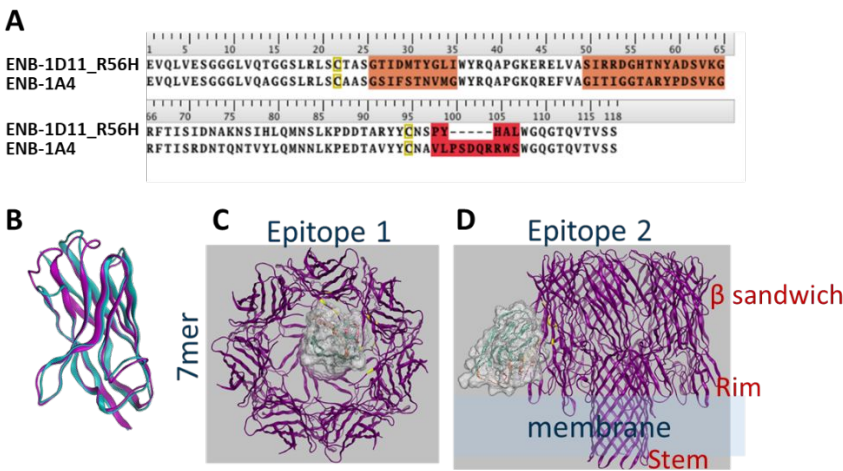 A
1 5 10 15 20 25 30 35 40 45 50 55 60 65
ENB-1D11_R56H EVQLVESGGGLVQTGGSLRLSCTASGTIDMTYGLIWYRQAPGKERELVASIRRDGHTNYADSVKG
ENB-1A4 EVQLVESGGGLVQAGGSLRLSCAASGSIFSTNVMGWYRQAPGKQREFVAGITIGGTARYPDSVKG
66 70 75 80 85 90 95 100 105 110 115 118
ENB-1D11_R56H RFTISIDNAKNSIHLQMNSLKPDDTARYYCNSPY-----HALWGQGTQVTVSS
ENB-1A4 RFTISRDNTQNTVYLQMNNLKPEDTAVYYCNAVLPSDQRRWSWGQGTQVTVSS
B
C
Epitope 1
7mer
D
Epitope 2
β sandwich
Rim
membrane
Stem